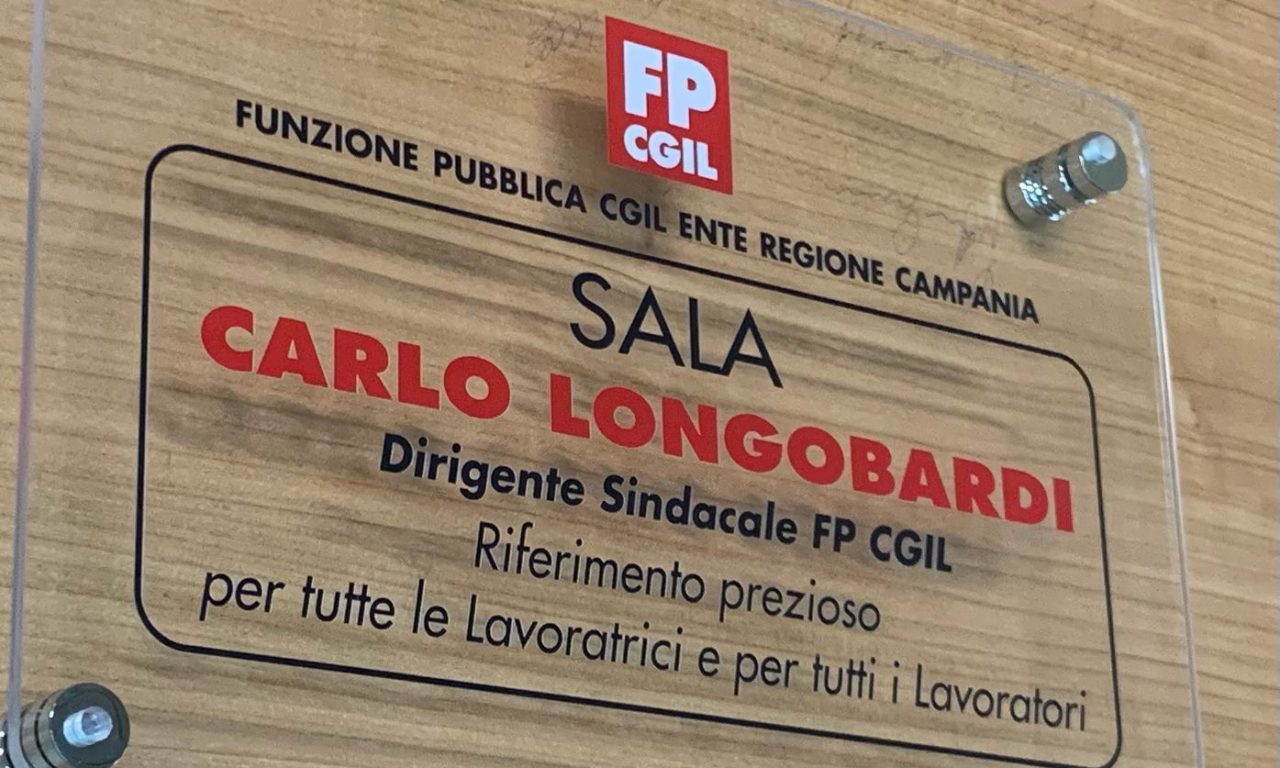 FP
CGIL
FUNZIONE PUBBLICA CGIL ENTE REGIONE CAMPANIA
SALA
CARLO LONGOBARDI
Dirigente Sindacale FP CGIL
Riferimento prezioso
per tutte le Lavoratrici e per tutti i Lavoratori